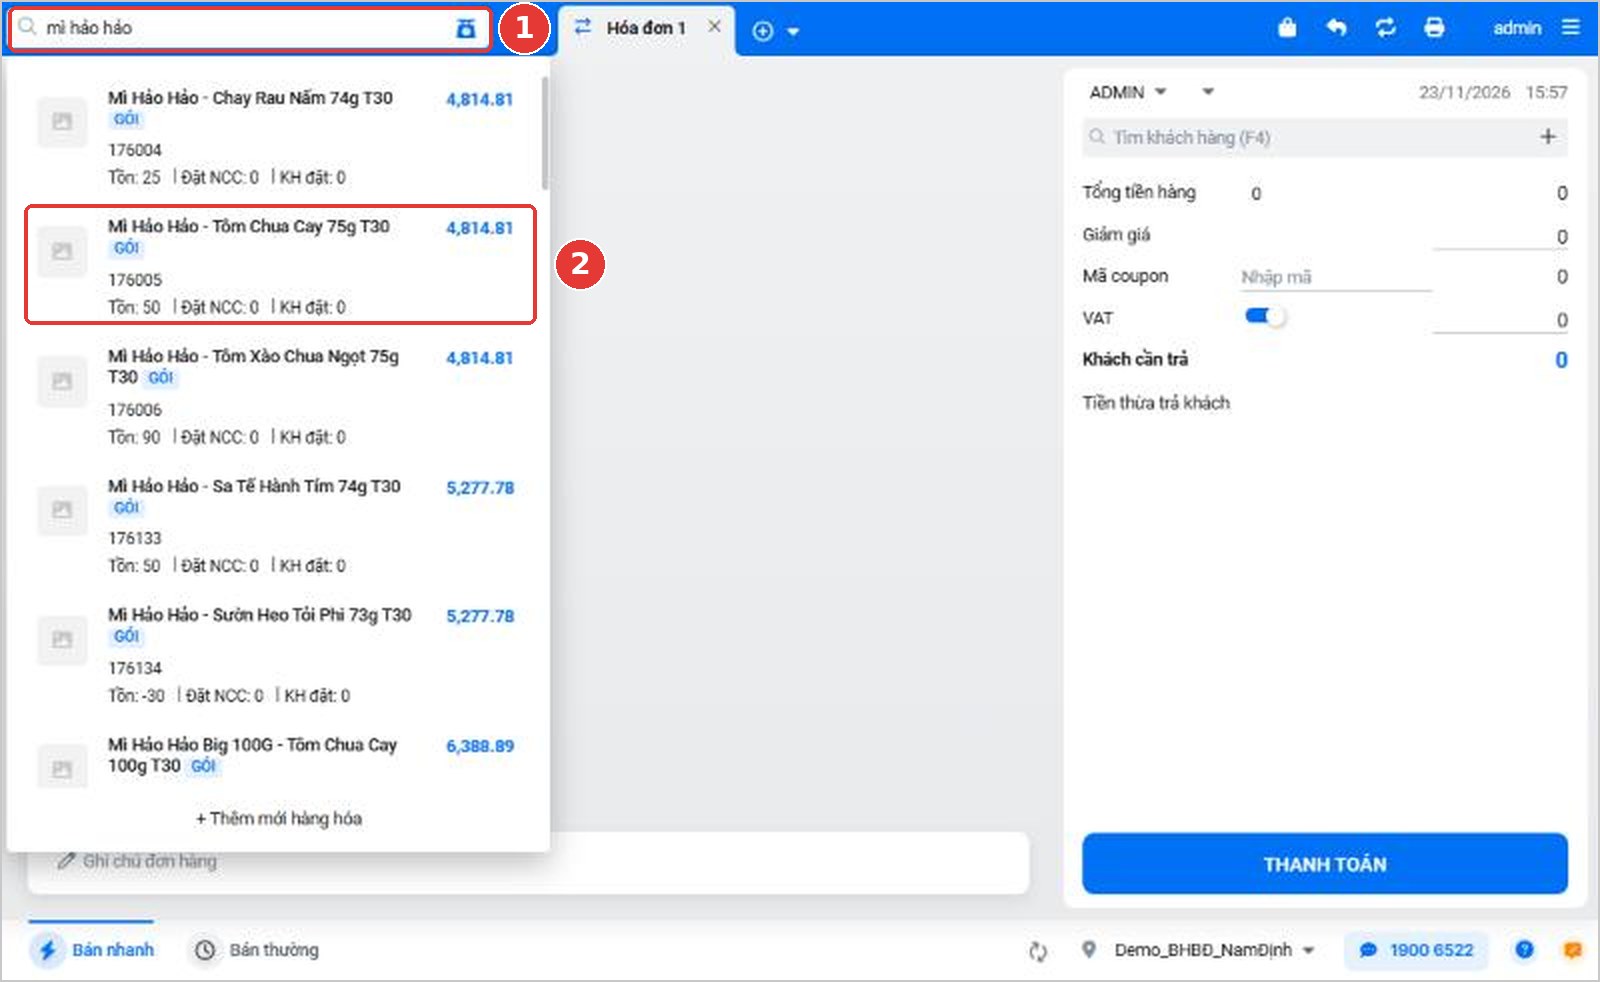 mì hảo hảo
1
Hóa đơn 1
admin
Mì Hảo Hảo - Chay Rau Nấm 74g T30
4,814.81
GÓI
176004
Tồn: 25 | Đặt NCC: 0 | KH đặt: 0
Mì Hảo Hảo - Tôm Chua Cay 75g T30
4,814.81
GÓI
176005
Tồn: 50 | Đặt NCC: 0 | KH đặt: 0
2
Mì Hảo Hảo - Tôm Xào Chua Ngọt 75g
T30 GÓI
4,814.81
176006
Tồn: 90 | Đặt NCC: 0 | KH đặt: 0
Mì Hảo Hảo - Sa Tế Hành Tím 74g T30
5,277.78
GÓI
176133
Tồn: 50 | Đặt NCC: 0 | KH đặt: 0
Mì Hảo Hảo - Sườn Heo Tỏi Phi 73g T30
5,277.78
GÓI
176134
Tồn: -30 | Đặt NCC: 0 | KH đặt: 0
Mì Hảo Hảo Big 100G - Tôm Chua Cay
100g T30 GÓI
6,388.89
+ Thêm mới hàng hóa
Ghi chú đơn hàng
ADMIN
23/11/2026 15:57
Tìm khách hàng (F4)
Tổng tiền hàng 0 0
Giảm giá 0
Mã coupon Nhập mã 0
VAT 0
Khách cần trả 0
Tiền thừa trả khách
THANH TOÁN
Bán nhanh
Bán thường
Demo_BHBĐ_NamĐịnh
1900 6522